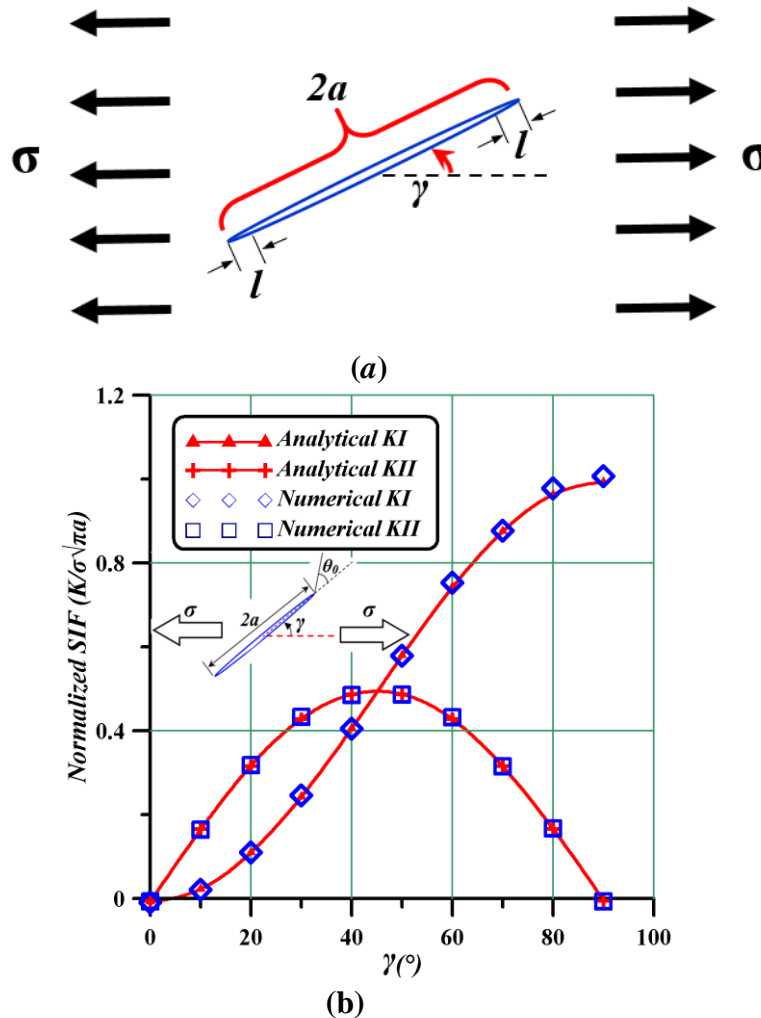 2a
σ
σ
l
γ
l
(a)
1.2
Analytical KI
Analytical KII
Numerical KI
Numerical KII
0.8
θ₀
σ
2a
γ
σ
Normalized SIF (K/σ√πa)
0.4
0
0 20 40 60 80 100
γ(°)
(b)